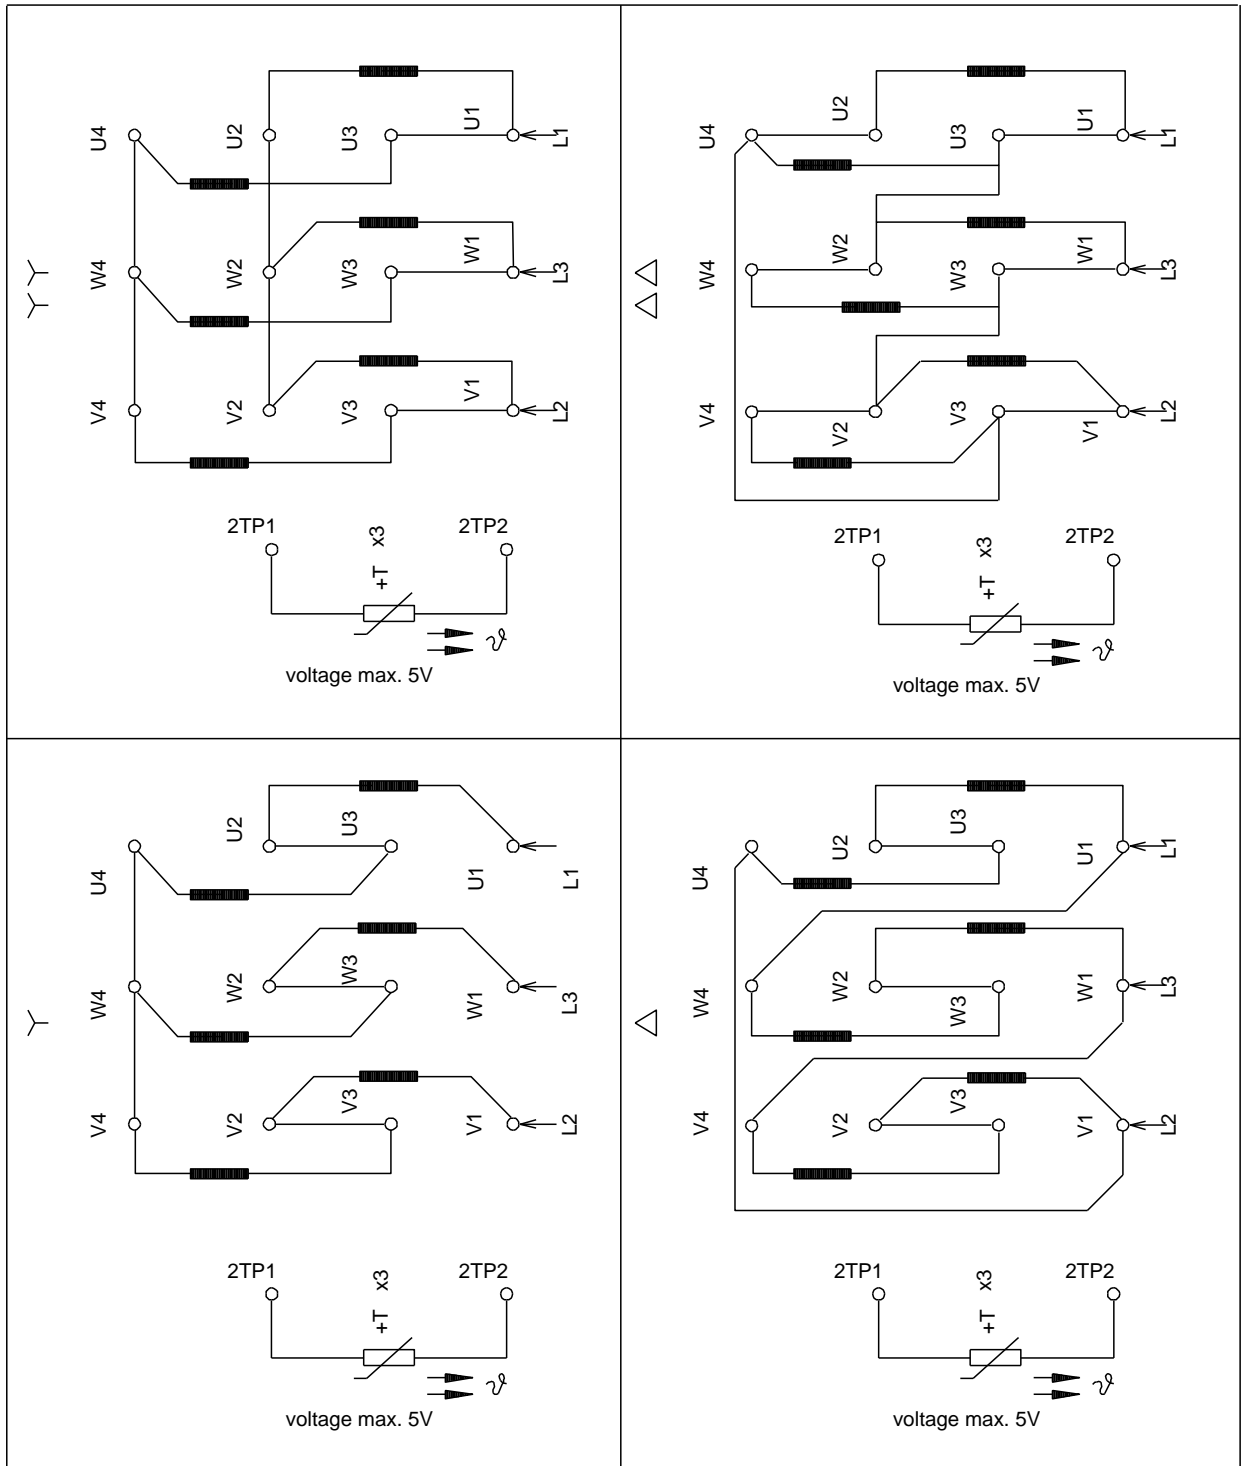 U4 U2 U3 U1 L1
W4 W2 W3 W1 L3
V4 V2 V3 V1 L2
2TP1 x3 2TP2
+T
ϑ
voltage max. 5V
U4 U2 U3 U1 L1
W4 W2 W3 W1 L3
V4 V2 V3 V1 L2
2TP1 x3 2TP2
+T
ϑ
voltage max. 5V
U4 U2 U3 U1 L1
W4 W2 W3 W1 L3
V4 V2 V3 V1 L2
2TP1 x3 2TP2
+T
ϑ
voltage max. 5V
U4 U2 U3 U1 L1
W4 W2 W3 W1 L3
V4 V2 V3 V1 L2
2TP1 x3 2TP2
+T
ϑ
voltage max. 5V